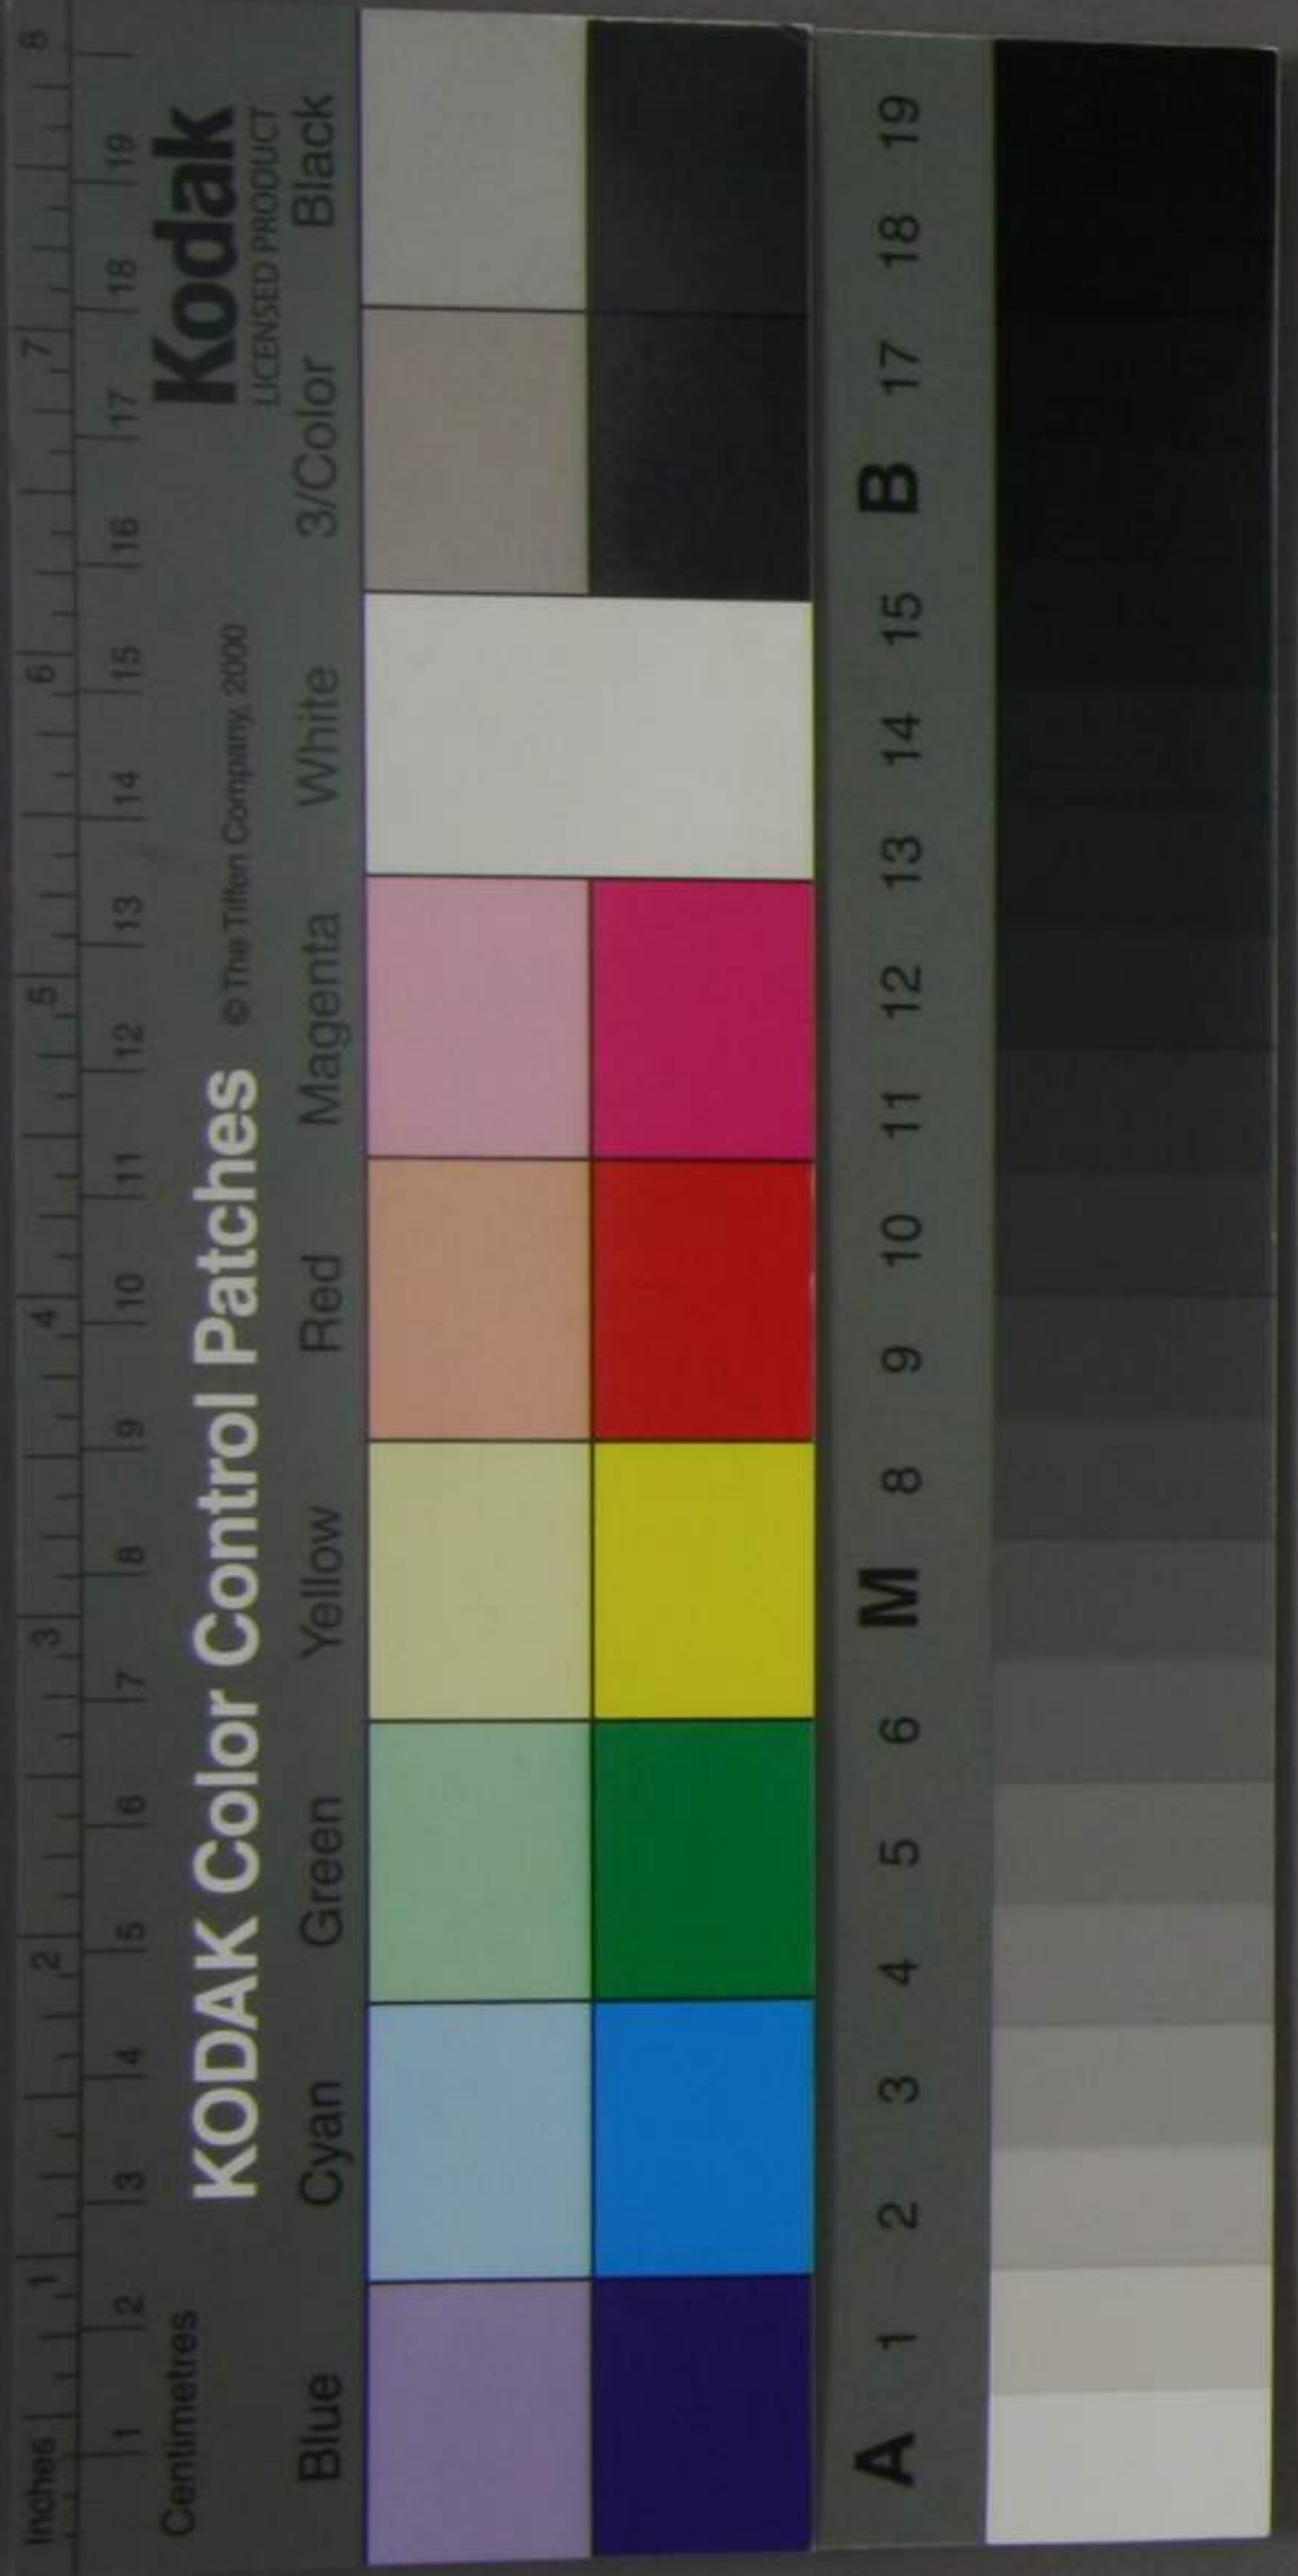 Inches 1 2 3 4 5 6 7 8
Centimetres 1 2 3 4 5 6 7 8 9 10 11 12 13 14 15 16 17 18 19
KODAK Color Control Patches © The Tiffen Company, 2000 Kodak
LICENSED PRODUCT
Blue Cyan Green Yellow Red Magenta White 3/Color Black
A 1 2 3 4 5 6 M 8 9 10 11 12 13 14 15 B 17 18 19